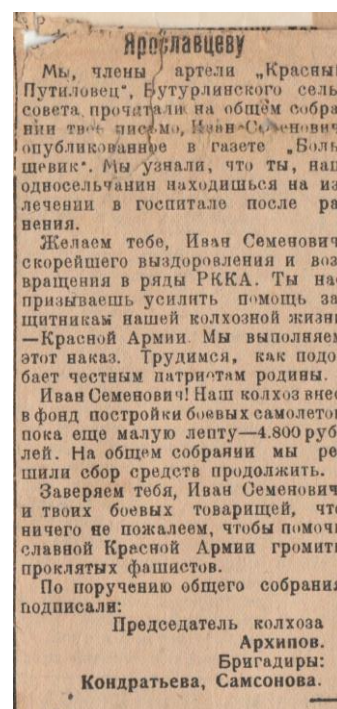 Ярославцеву
Мы, члены артели „Красны
Путиловец", Бутурлинского сель
совета прочитали на общем собра
нии твое письмо, Иван Семенович
опубликованное в газете „Боль
шевик". Мы узнали, что ты, наш
односельчанин находишься на из
лечении в госпитале после ра
нения.
Желаем тебе, Иван Семенович
скорейшего выздоровления и воз
вращения в ряды РККА. Ты на
призываешь усилить помощь за
щитникам нашей колхозной жизни
—Красной Армии. Мы выполняем
этот наказ. Трудимся, как подо
бает честным патриотам родины.
Иван Семенович! Наш колхоз внес
в фонд постройки боевых самолетов
пока еще малую лепту—4.800 руб
лей. На общем собрании мы ре
шили сбор средств продолжить.
Заверяем тебя, Иван Семенович
и твоих боевых товарищей, что
ничего не пожалеем, чтобы помочь
славной Красной Армии громить
проклятых фашистов.
По поручению общего собрания
подписали:
Председатель колхоза
Архипов.
Бригадиры:
Кондратьева, Самсонова.